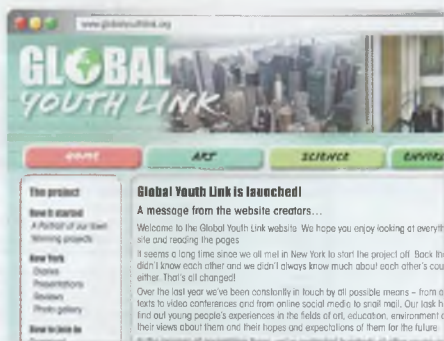 www.globalyouthlink.org
GLOBAL
YOUTH LINK
HOME
ART
SCIENCE
The project
How it started
A Portrait of our town
Winning projects
New York
Diaries
Presentations
Reviews
Photo gallery
How to join in
Global Youth Link is launched!
A message from the website creators...
Welcome to the Global Youth Link website. We hope you enjoy looking at everyth
site and reading the pages
It seems a long time since we all met in New York to start the project off. Back the
didn't know each other and we didn't always know much about each other's cou
either. That's all changed!
Over the last year we've been constantly in touch by all possible means – from
texts to video conferences and from online social media to snail mail. Our task
find out young people's experiences in the fields of art, education, environment
their views about them and their hopes and expectations of them for the future